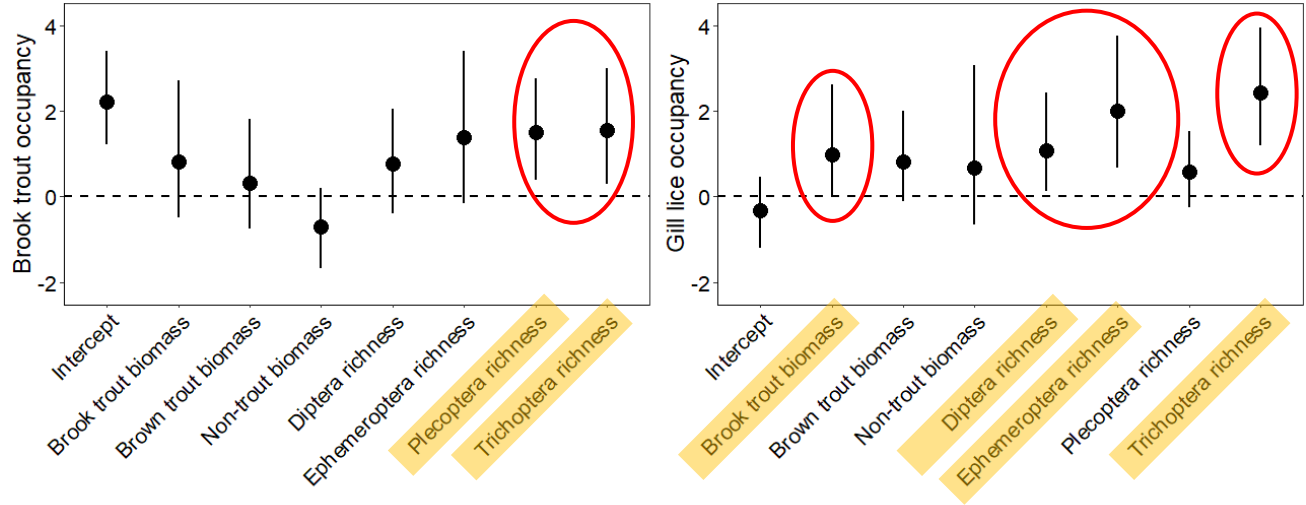 Brook trout occupancy
4
2
0
-2
Intercept
Brook trout biomass
Brown trout biomass
Non-trout biomass
Diptera richness
Ephemeroptera richness
Plecoptera richness
Trichoptera richness
Gill lice occupancy
4
2
0
-2
Intercept
Brook trout biomass
Brown trout biomass
Non-trout biomass
Diptera richness
Ephemeroptera richness
Plecoptera richness
Trichoptera richness